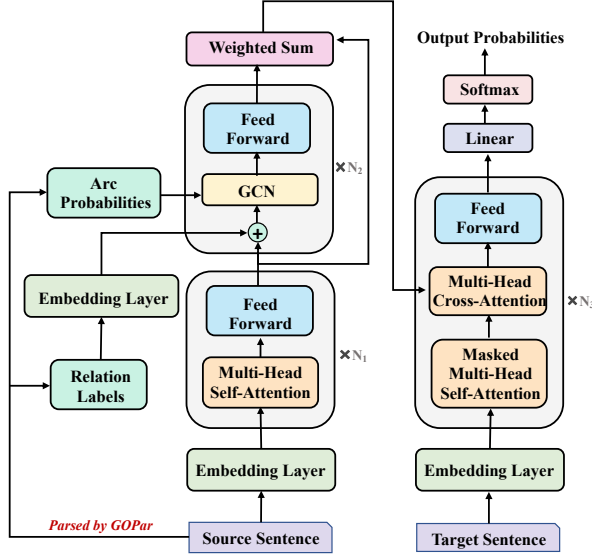 Weighted Sum
Output Probabilities
Softmax
Linear
Feed
Forward
× N₂
GCN
Arc
Probabilities
+
Embedding Layer
Relation
Labels
Feed
Forward
× N₁
Multi-Head
Self-Attention
Embedding Layer
Parsed by GOPar
Source Sentence
Feed
Forward
Multi-Head
Cross-Attention
× N₃
Masked
Multi-Head
Self-Attention
Embedding Layer
Target Sentence